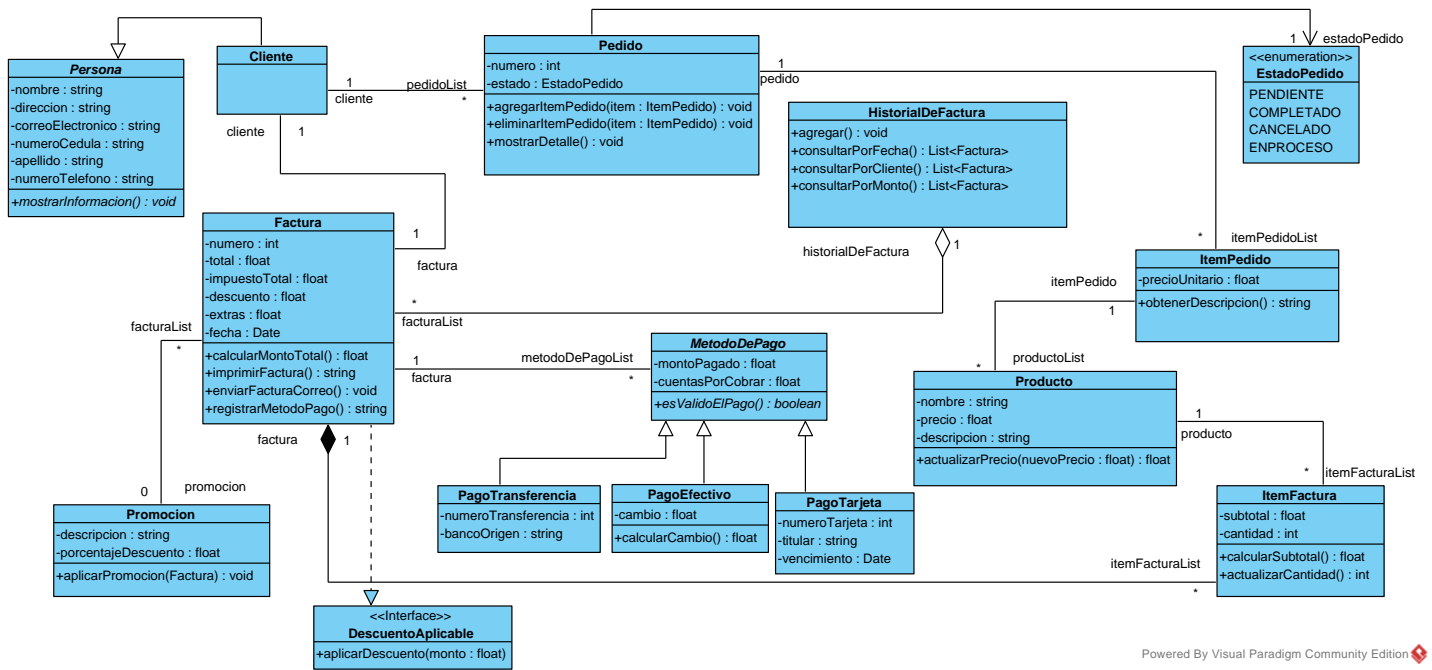 Persona
-nombre : string
-direccion : string
-correoElectronico : string
-numeroCedula : string
-apellido : string
-numeroTelefono : string
+mostrarInformacion() : void
Cliente
1
cliente
pedidoList
*
cliente
1
Pedido
-numero : int
-estado : EstadoPedido
+agregarItemPedido(item : ItemPedido) : void
+eliminarItemPedido(item : ItemPedido) : void
+mostrarDetalle() : void
1
pedido
1
estadoPedido
<<enumeration>>
EstadoPedido
PENDIENTE
COMPLETADO
CANCELADO
ENPROCESO
HistorialDeFactura
+agregar() : void
+consultarPorFecha() : List<Factura>
+consultarPorCliente() : List<Factura>
+consultarPorMonto() : List<Factura>
historialDeFactura
1
Factura
-numero : int
-total : float
-impuestoTotal : float
-descuento : float
-extras : float
-fecha : Date
+calcularMontoTotal() : float
+imprimirFactura() : string
+enviarFacturaCorreo() : void
+registrarMetodoPago() : string
1
factura
*
facturaList
1
factura
metodoDePagoList
*
facturaList
*
factura
1
*
itemPedidoList
ItemPedido
-precioUnitario : float
+obtenerDescripcion() : string
itemPedido
1
productoList
*
MetodoDePago
-montoPagado : float
-cuentasPorCobrar : float
+esValidoElPago() : boolean
Producto
-nombre : string
-precio : float
-descripcion : string
+actualizarPrecio(nuevoPrecio : float) : float
1
producto
*
itemFacturaList
0
promocion
Promocion
-descripcion : string
-porcentajeDescuento : float
+aplicarPromocion(Factura) : void
PagoTransferencia
-numeroTransferencia : int
-bancoOrigen : string
PagoEfectivo
-cambio : float
+calcularCambio() : float
PagoTarjeta
-numeroTarjeta : int
-titular : string
-vencimiento : Date
ItemFactura
-subtotal : float
-cantidad : int
+calcularSubtotal() : float
+actualizarCantidad() : int
itemFacturaList
*
<<Interface>>
DescuentoAplicable
+aplicarDescuento(monto : float)
Powered By Visual Paradigm Community Edition